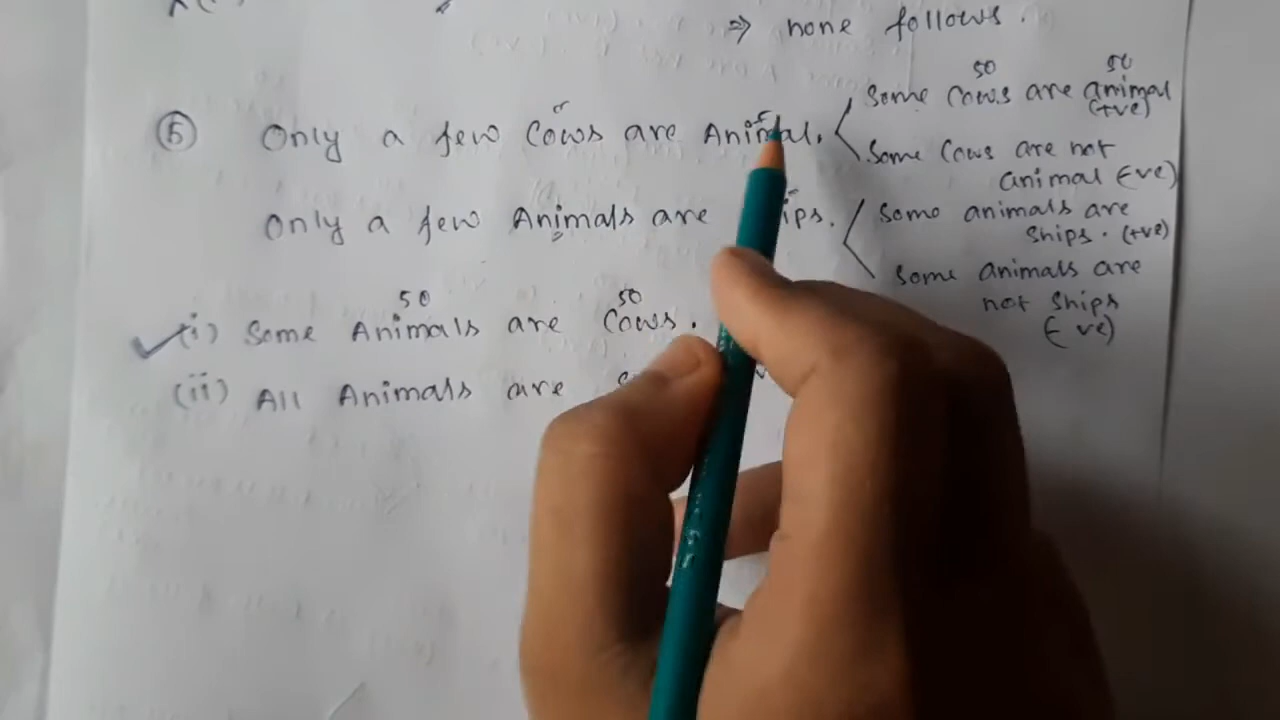 ⇒ none follows.
50 50
Some Cows are animal
(+ve)
⑤ Only a few Cows are Animal.
Some Cows are not
animal (-ve)
Only a few Animals are ips.
Some animals are
Ships. (+ve)
Some animals are
not Ships
(-ve)
50 50
(i) Some Animals are Cows.
(ii) All Animals are